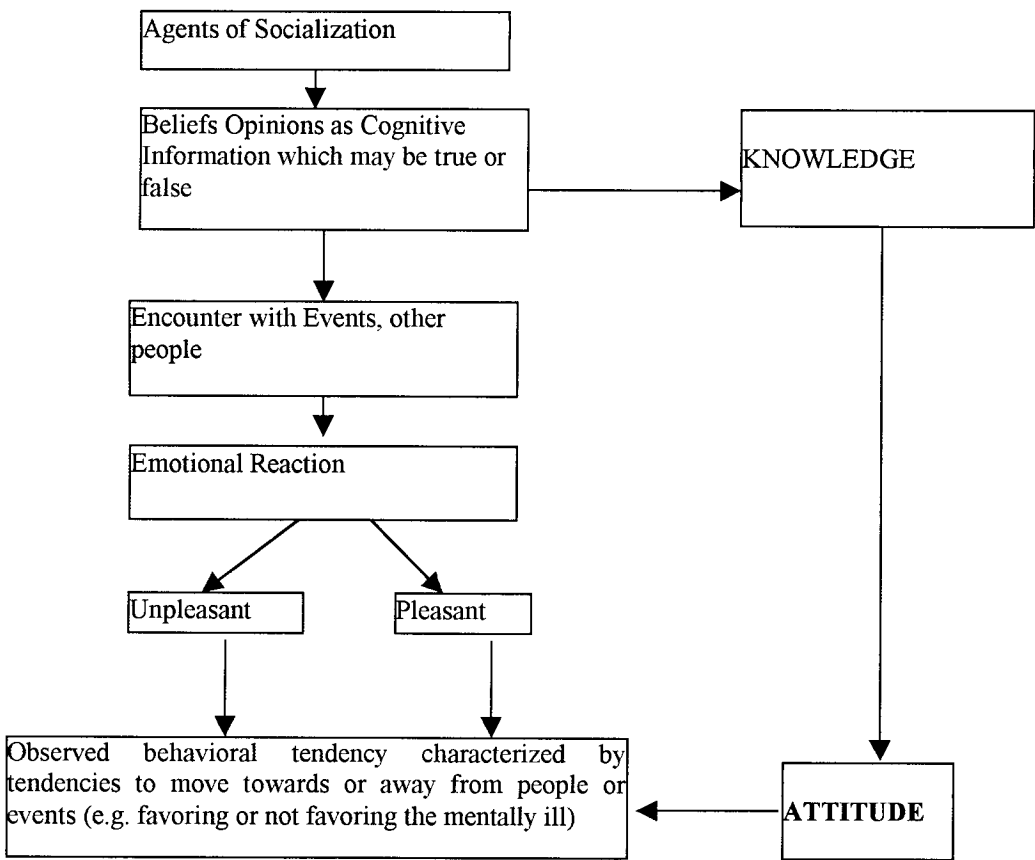 Agents of Socialization
Beliefs Opinions as Cognitive
Information which may be true or
false
KNOWLEDGE
Encounter with Events, other
people
Emotional Reaction
Unpleasant
Pleasant
Observed behavioral tendency characterized by
tendencies to move towards or away from people or
events (e.g. favoring or not favoring the mentally ill)
ATTITUDE